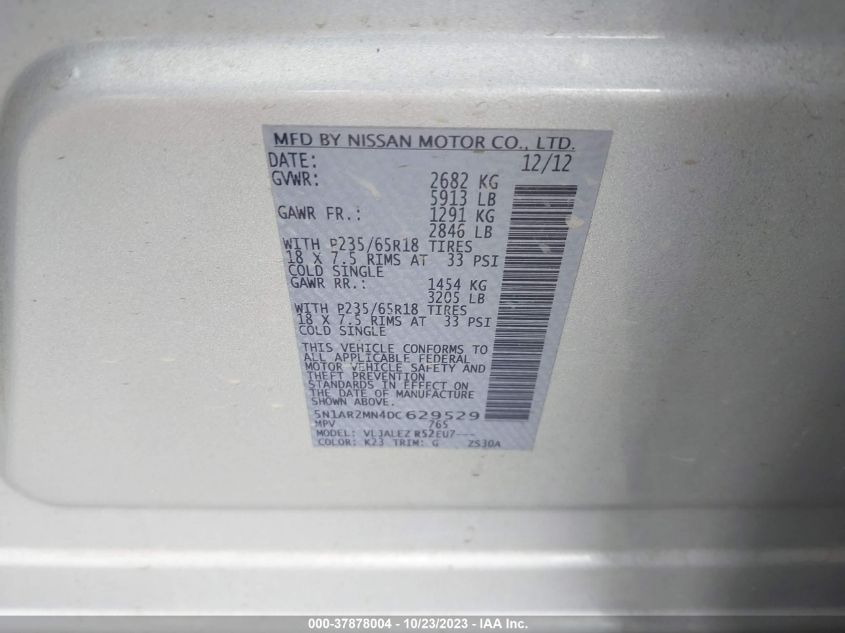 MFD BY NISSAN MOTOR CO., LTD.
DATE: 12/12
GVWR: 2682 KG
5913 LB
GAWR FR.: 1291 KG
2846 LB
WITH P235/65R18 TIRES
18 X 7.5 RIMS AT 33 PSI
COLD SINGLE
GAWR RR.: 1454 KG
3205 LB
WITH P235/65R18 TIRES
18 X 7.5 RIMS AT 33 PSI
COLD SINGLE
THIS VEHICLE CONFORMS TO
ALL APPLICABLE FEDERAL
MOTOR VEHICLE SAFETY AND
THEFT PREVENTION
STANDARDS IN EFFECT ON
THE DATE OF MANUFACTURE
SHOWN ABOVE.
5N1AR2MN4DC629529
MPV 765
MODEL: VL3ALEZ R52EU7---
COLOR: K23 TRIM: G ZS30A
000-37878004 - 10/23/2023 - IAA Inc.